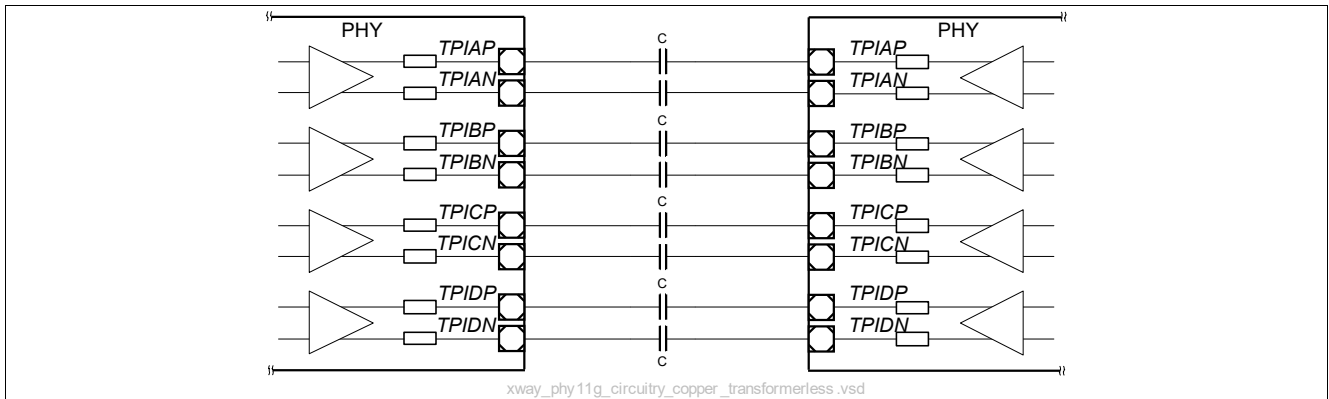 PHY PHY
C
TPIAP TPIAP
TPIAN TPIAN
C
TPIBP TPIBP
TPIBN TPIBN
C
TPICP TPICP
TPICN TPICN
C
TPIDP TPIDP
TPIDN TPIDN
C
xway_phy11g_circuitry_copper_transformerless.vsd